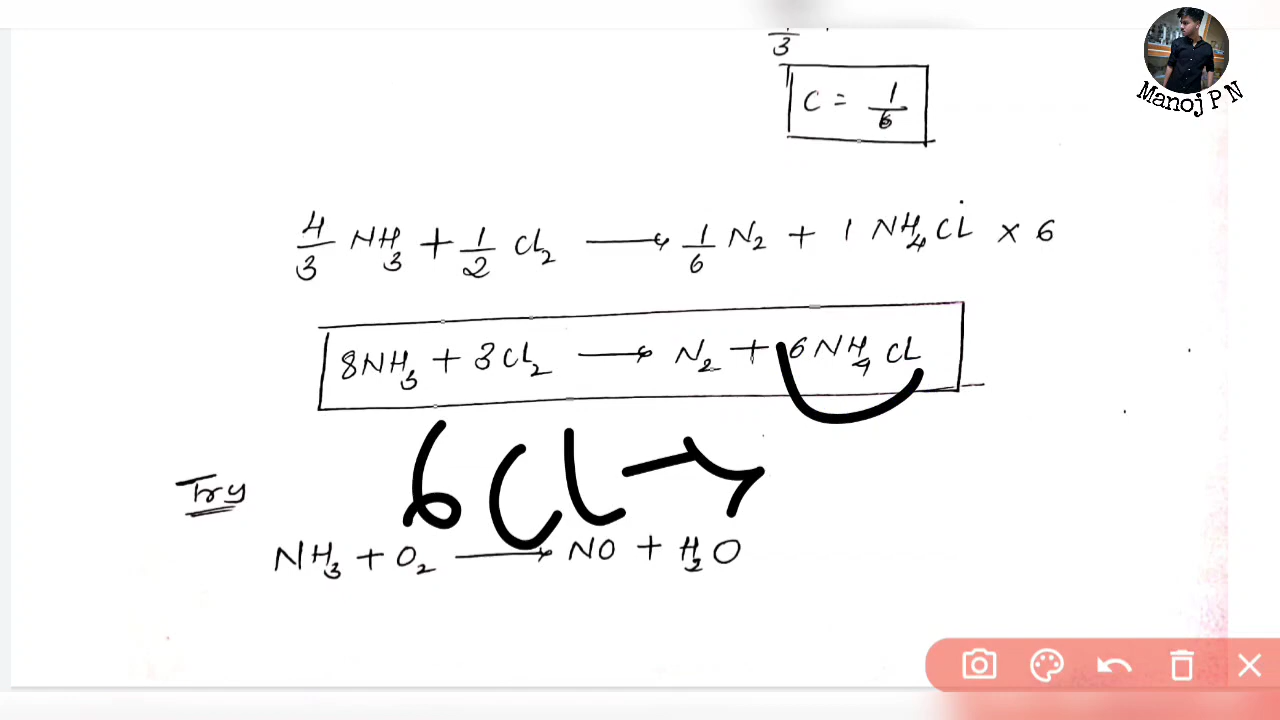 Manoj P N
3
C = 1/6
4/3 NH₃ + 1/2 Cl₂ → 1/6 N₂ + 1 NH₄Cl × 6
8NH₃ + 3Cl₂ → N₂ + 6NH₄Cl
6Cl →
Try
NH₃ + O₂ → NO + H₂O